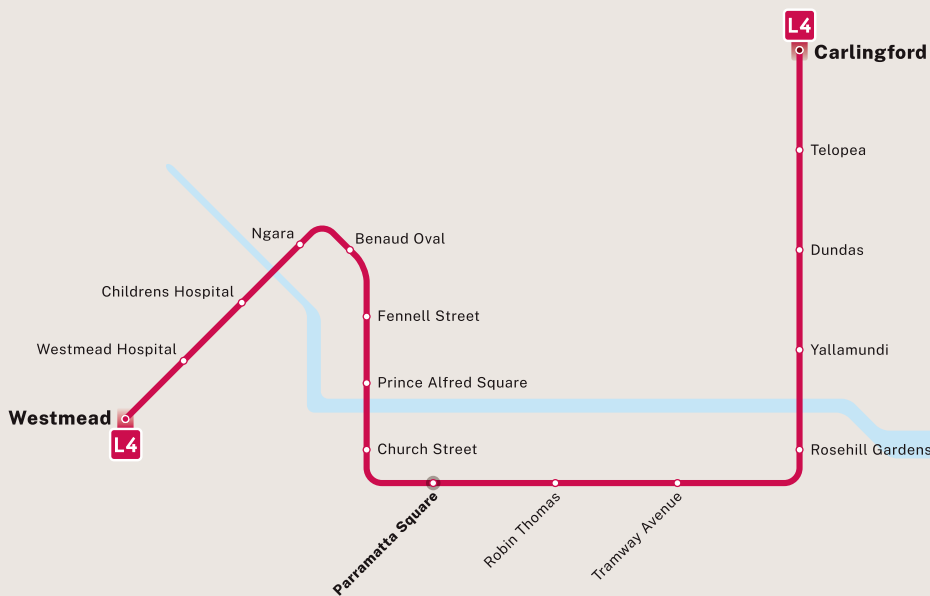 L4
Carlingford
Telopea
Ngara
Benaud Oval
Dundas
Childrens Hospital
Fennell Street
Westmead Hospital
Yallamundi
Prince Alfred Square
Westmead
L4
Church Street
Rosehill Gardens
Parramatta Square
Robin Thomas
Tramway Avenue